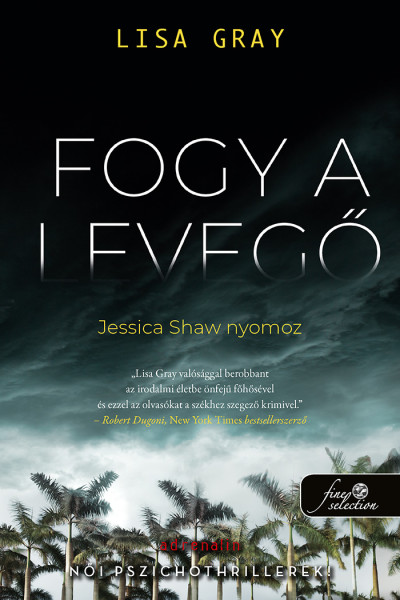 LISA GRAY
FOGY A
LEVEGŐ
Jessica Shaw nyomoz
„Lisa Gray valósággal berobbant
az irodalmi életbe önfejű főhősével
és ezzel az olvasókat a székhez szegező krimivel.”
– Robert Dugoni, New York Times bestsellerszerző
fine
selection
adrenalin
NŐI PSZICHOTHRILLEREK!